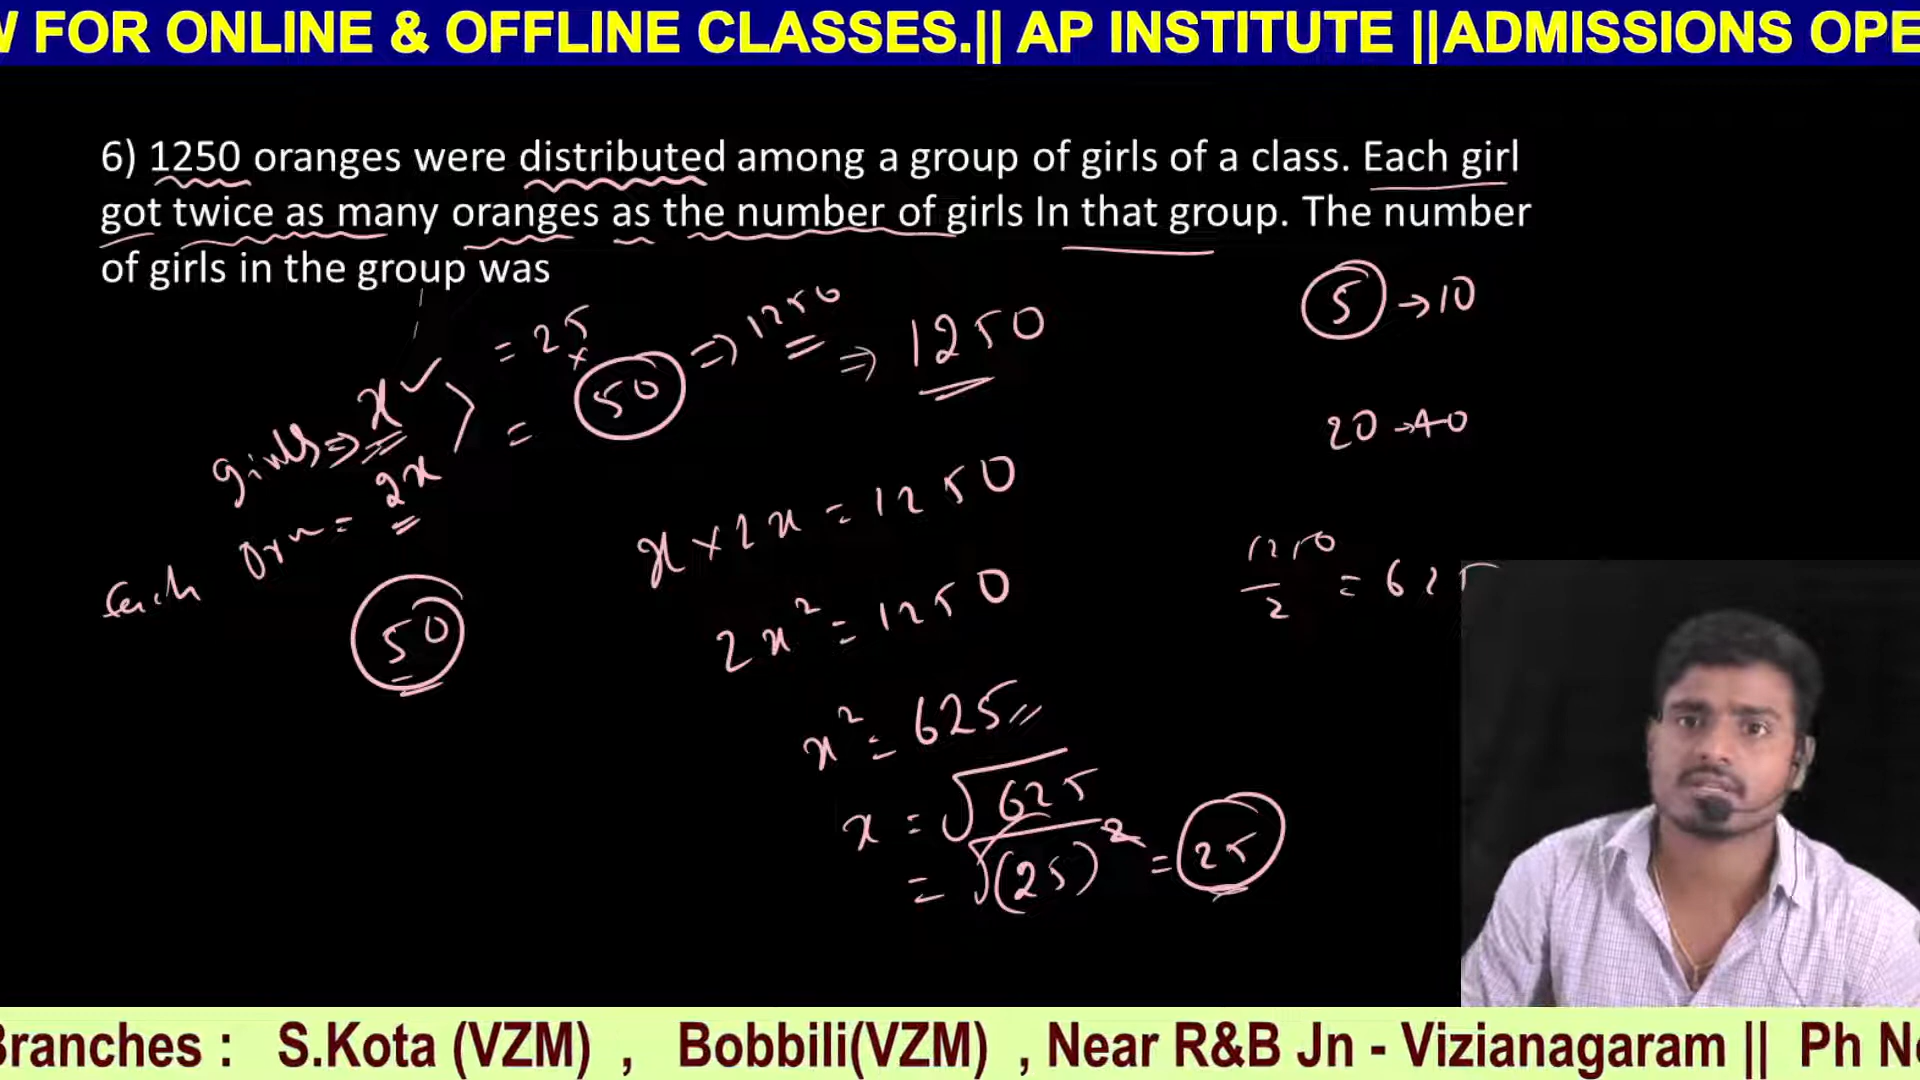 W FOR ONLINE & OFFLINE CLASSES.|| AP INSTITUTE ||ADMISSIONS OPE
6) 1250 oranges were distributed among a group of girls of a class. Each girl
got twice as many oranges as the number of girls In that group. The number
of girls in the group was
5 → 10
20 → 40
girls ⇒ x ✓ = 25
×
= 50 ⇒ 1250 ⇒ 1250
Each Orn = 2x
50
x × 2x = 1250
2x² = 1250
1250/2 = 625
x² = 625
x = √625
= √(25)² = 25
Branches : S.Kota (VZM) , Bobbili(VZM) , Near R&B Jn - Vizianagaram || Ph N